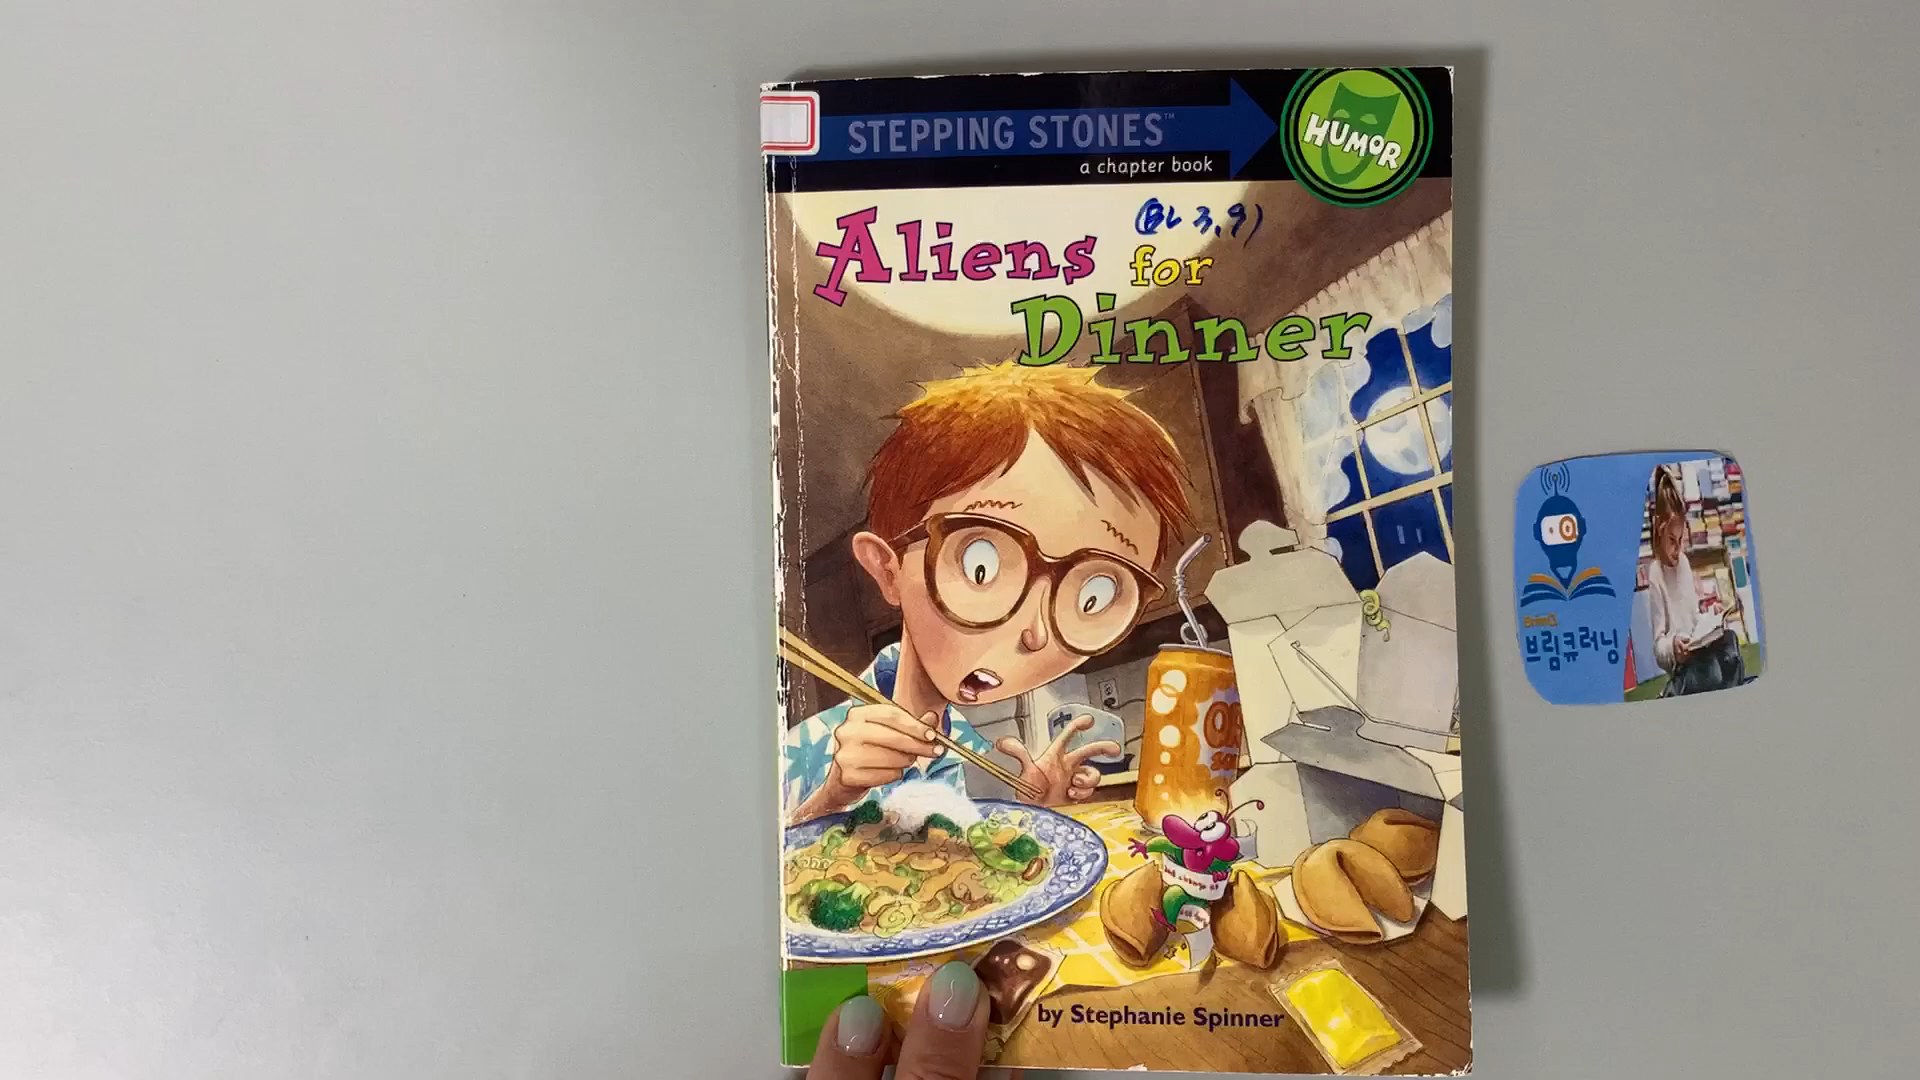 STEPPING STONES™
a chapter book
HUMOR
(BL 3.9)
Aliens for
Dinner
by Stephanie Spinner
브림큐러닝